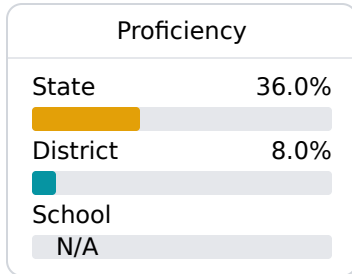 Proficiency
State 36.0%
District 8.0%
School
N/A